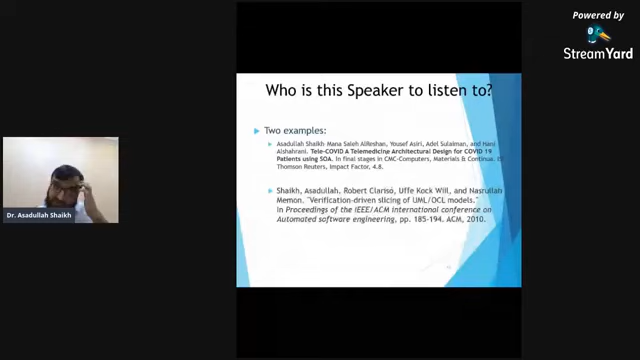 Powered by
StreamYard
Who is this Speaker to listen to?
Two examples:
Asadullah Shaikh Mana Saleh AlReshan, Yousef Asiri, Adel Sulaiman, and Hani
Alshahrani. Tele-COVID A Telemedicine Architectural Design for COVID 19
Patients using SOA. In final stages in CMC-Computers, Materials & Continua.
Thomson Reuters, Impact Factor, 4.8.
Shaikh, Asadullah, Robert Clarisó, Uffe Kock Wiil, and Nasrullah
Memon. "Verification-driven slicing of UML/OCL models."
In Proceedings of the IEEE/ACM international conference on
Automated software engineering, pp. 185-194. ACM, 2010.
Dr. Asadullah Shaikh